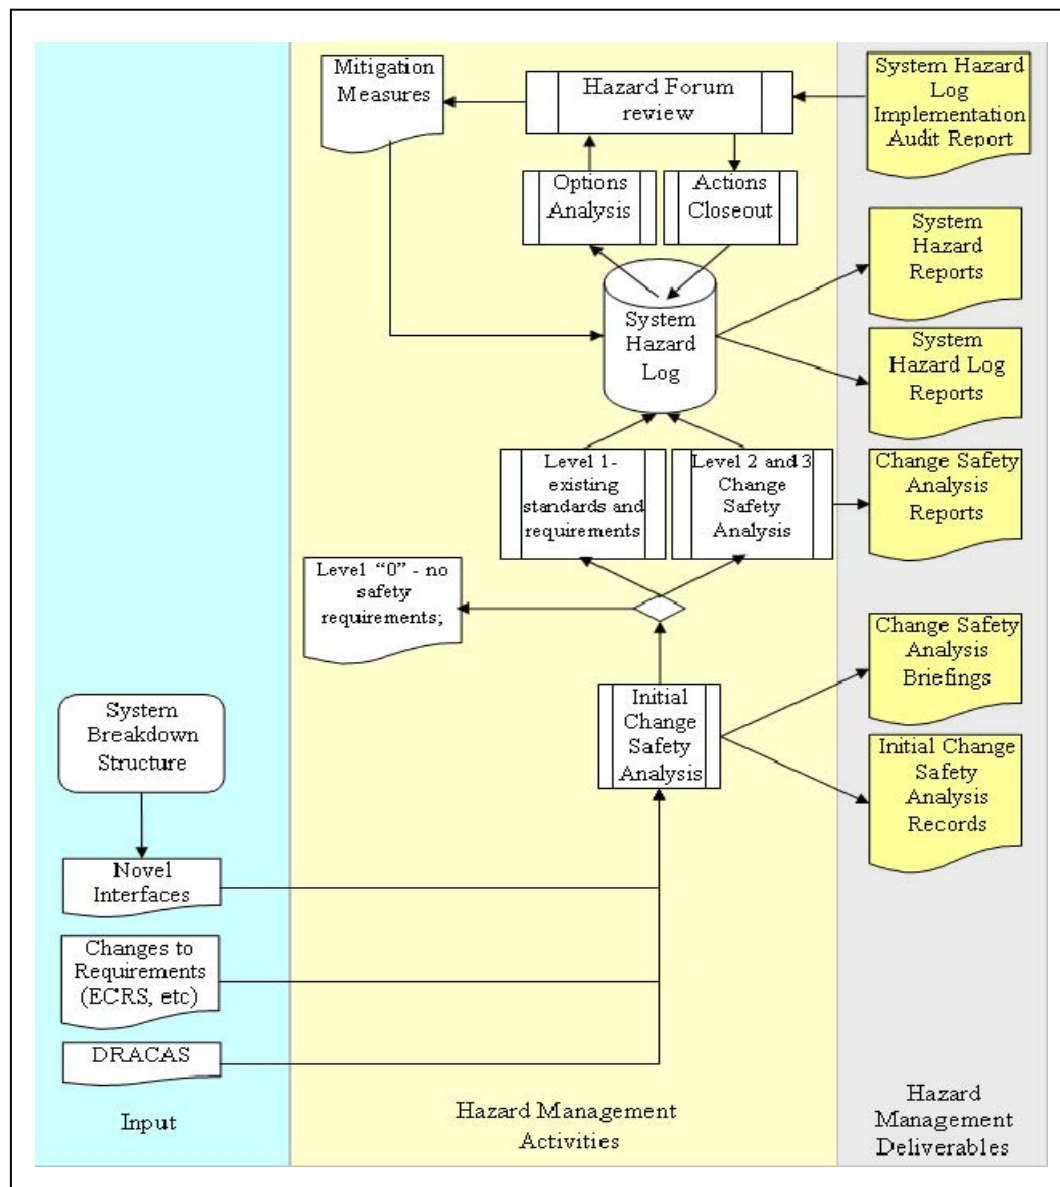 Mitigation
Measures
Hazard Forum
review
System Hazard
Log
Implementation
Audit Report
Options
Analysis
Actions
Closeout
System
Hazard
Reports
System
Hazard
Log
System
Hazard Log
Reports
Level 1-
existing
standards and
requirements
Level 2 and 3
Change
Safety
Analysis
Change Safety
Analysis
Reports
Level "0" - no
safety
requirements;
Change Safety
Analysis
Briefings
System
Breakdown
Structure
Initial
Change
Safety
Analysis
Initial Change
Safety
Analysis
Records
Novel
Interfaces
Changes to
Requirements
(ECRS, etc)
DRACAS
Input
Hazard Management
Activities
Hazard
Management
Deliverables